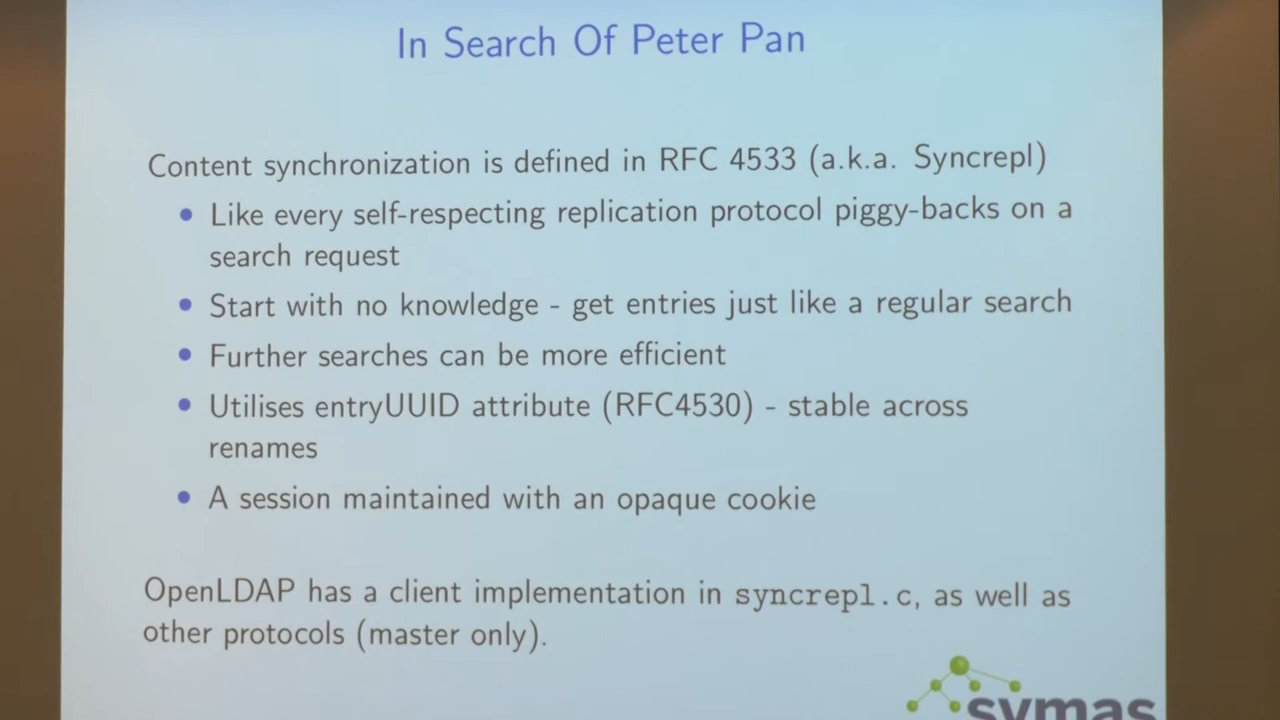 In Search Of Peter Pan
Content synchronization is defined in RFC 4533 (a.k.a. Syncrepl)
Like every self-respecting replication protocol piggy-backs on a
search request
Start with no knowledge - get entries just like a regular search
Further searches can be more efficient
Utilises entryUUID attribute (RFC4530) - stable across
renames
A session maintained with an opaque cookie
OpenLDAP has a client implementation in syncrepl.c, as well as
other protocols (master only).
symas